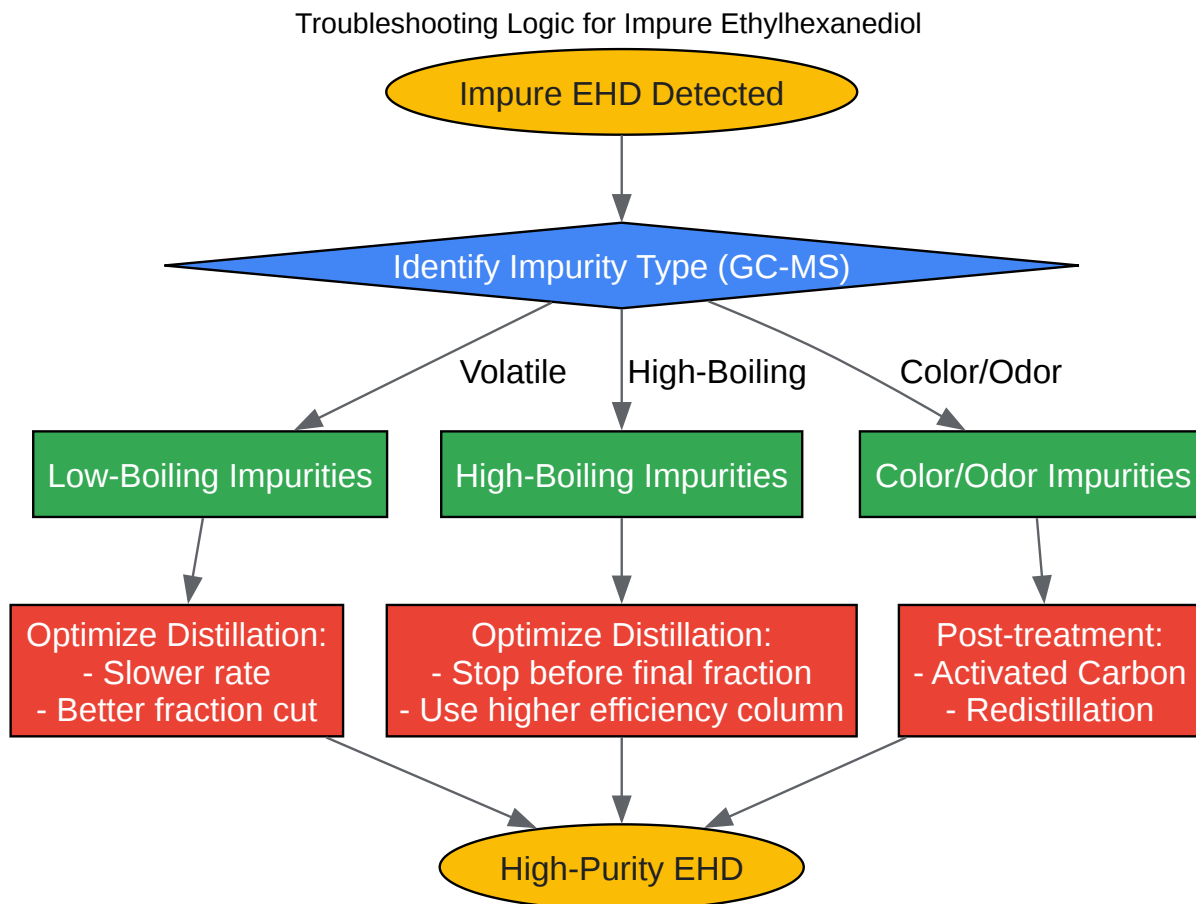 Troubleshooting Logic for Impure Ethylhexanediol
Impure EHD Detected
Identify Impurity Type (GC-MS)
Volatile
High-Boiling
Color/Odor
Low-Boiling Impurities
High-Boiling Impurities
Color/Odor Impurities
Optimize Distillation:
- Slower rate
- Better fraction cut
Optimize Distillation:
- Stop before final fraction
- Use higher efficiency column
Post-treatment:
- Activated Carbon
- Redistillation
High-Purity EHD